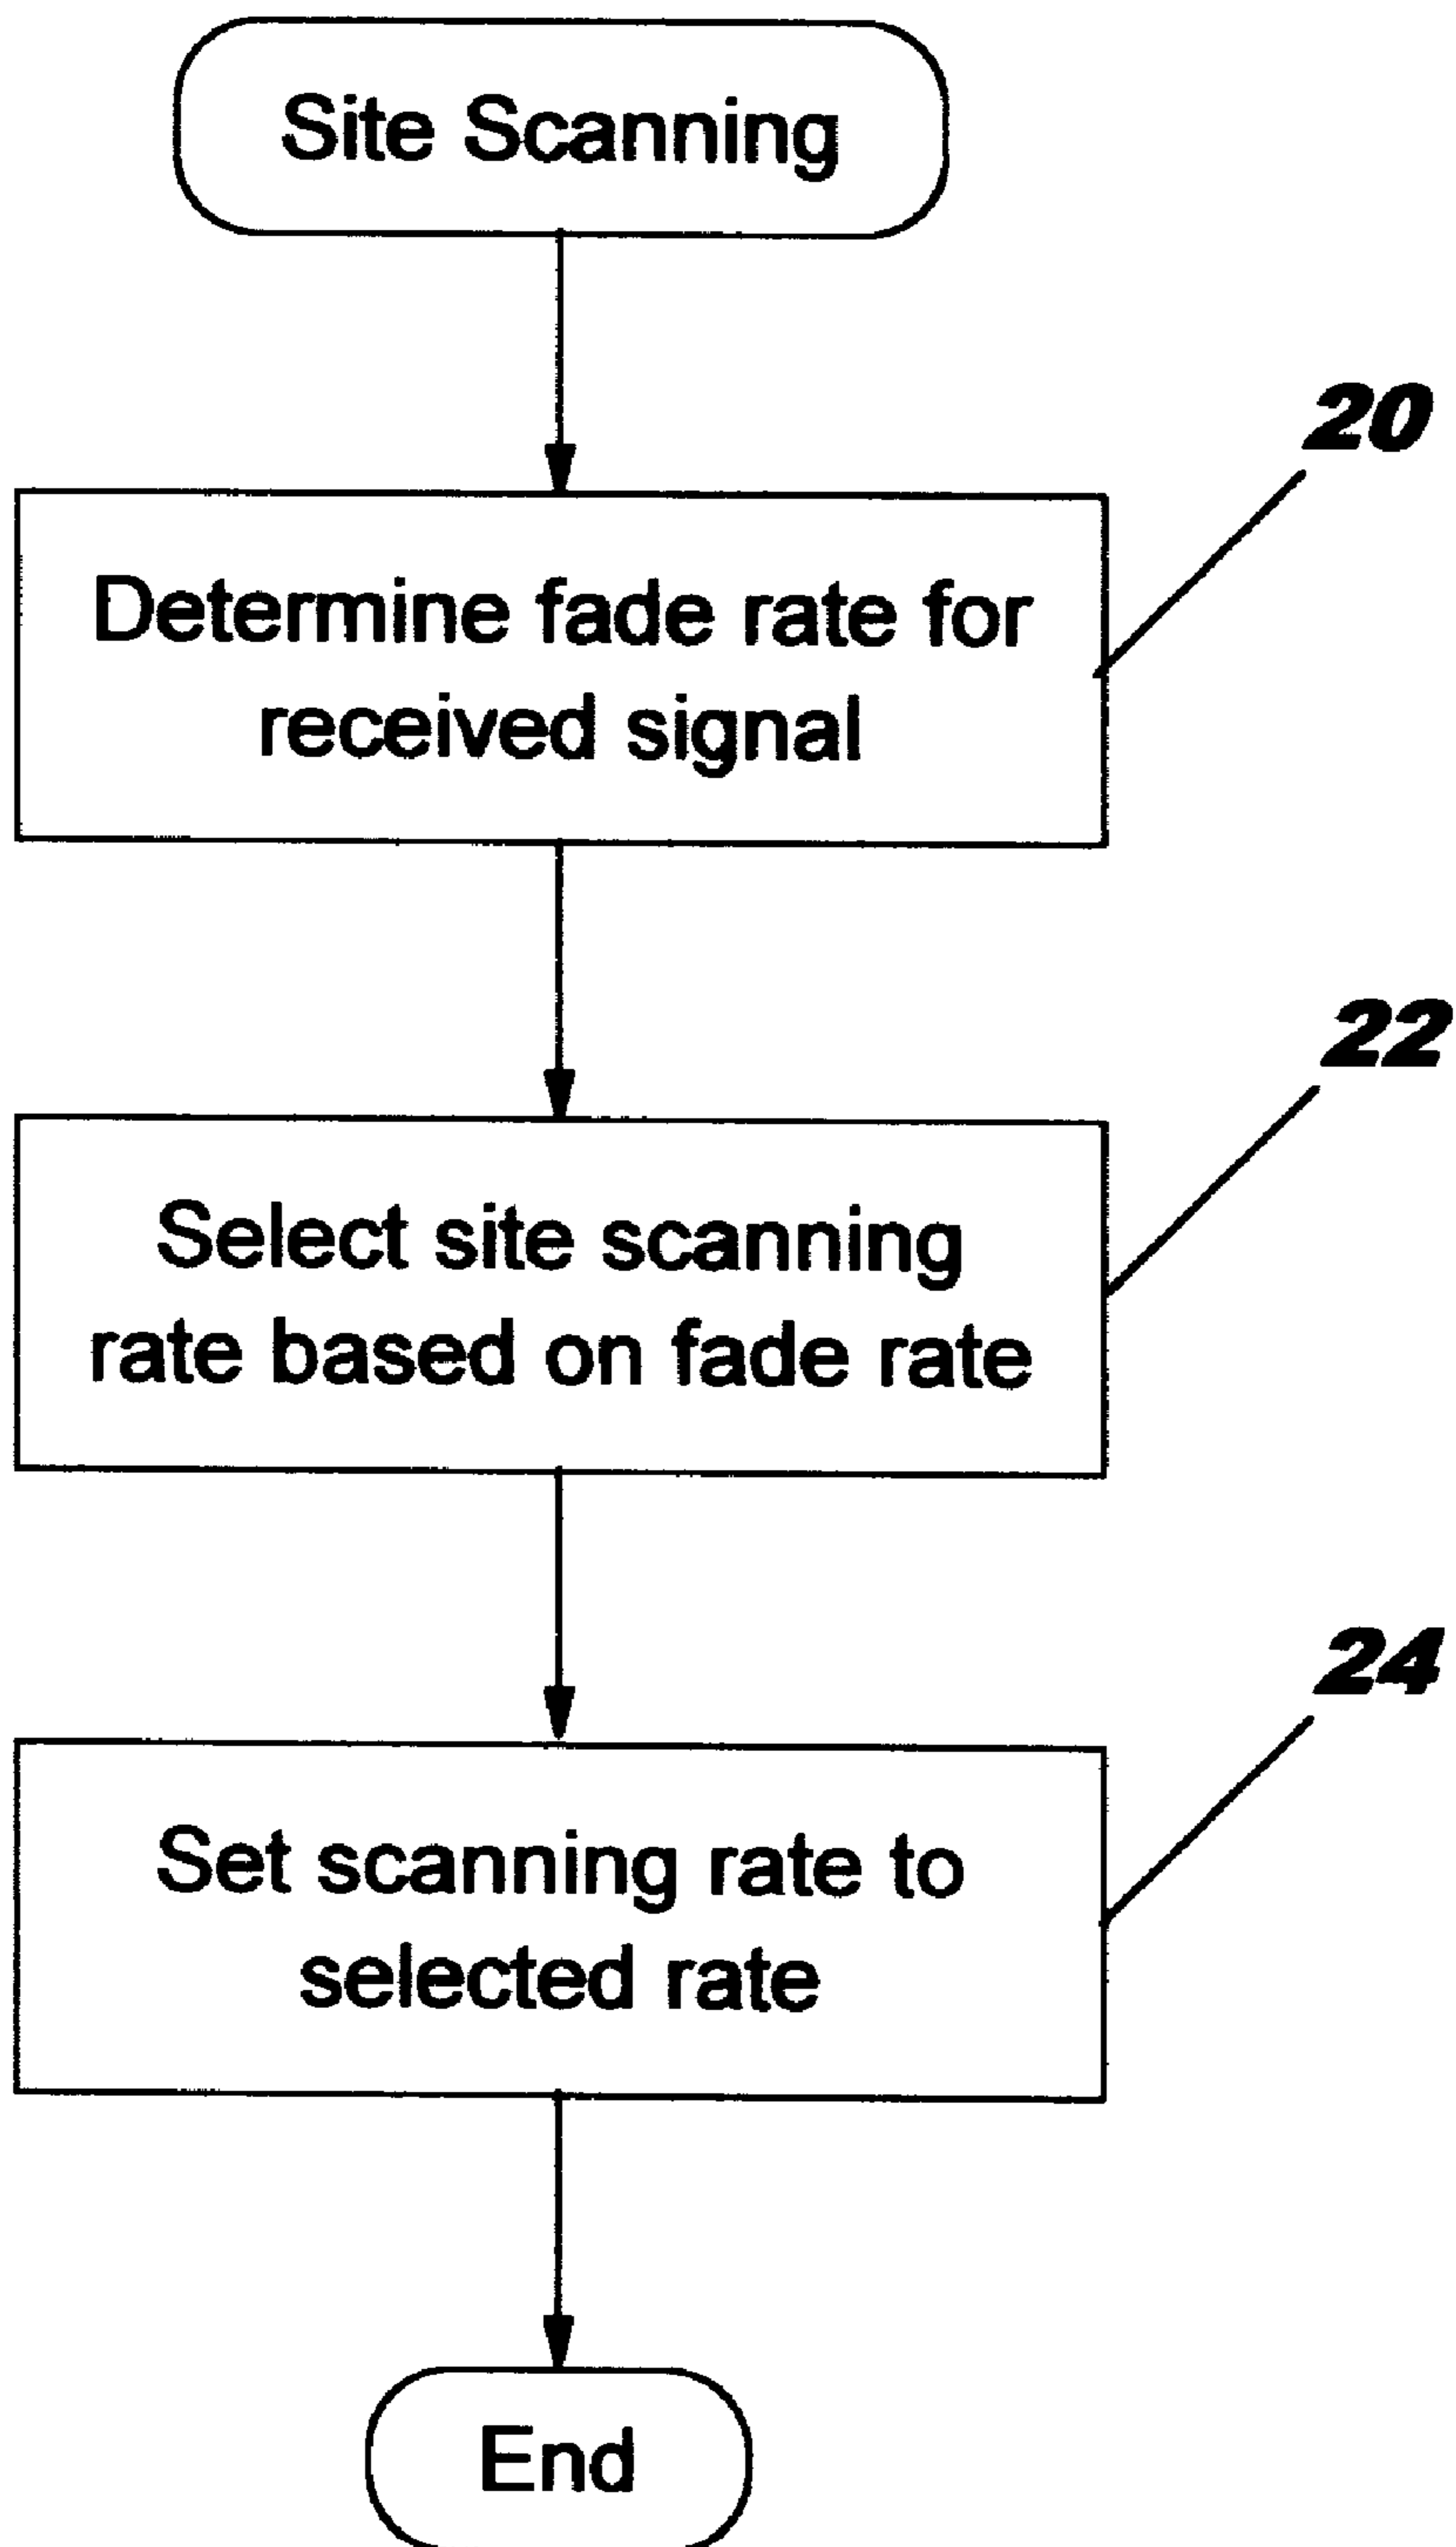 Site Scanning
20
Determine fade rate for
received signal
22
Select site scanning
rate based on fade rate
24
Set scanning rate to
selected rate
End